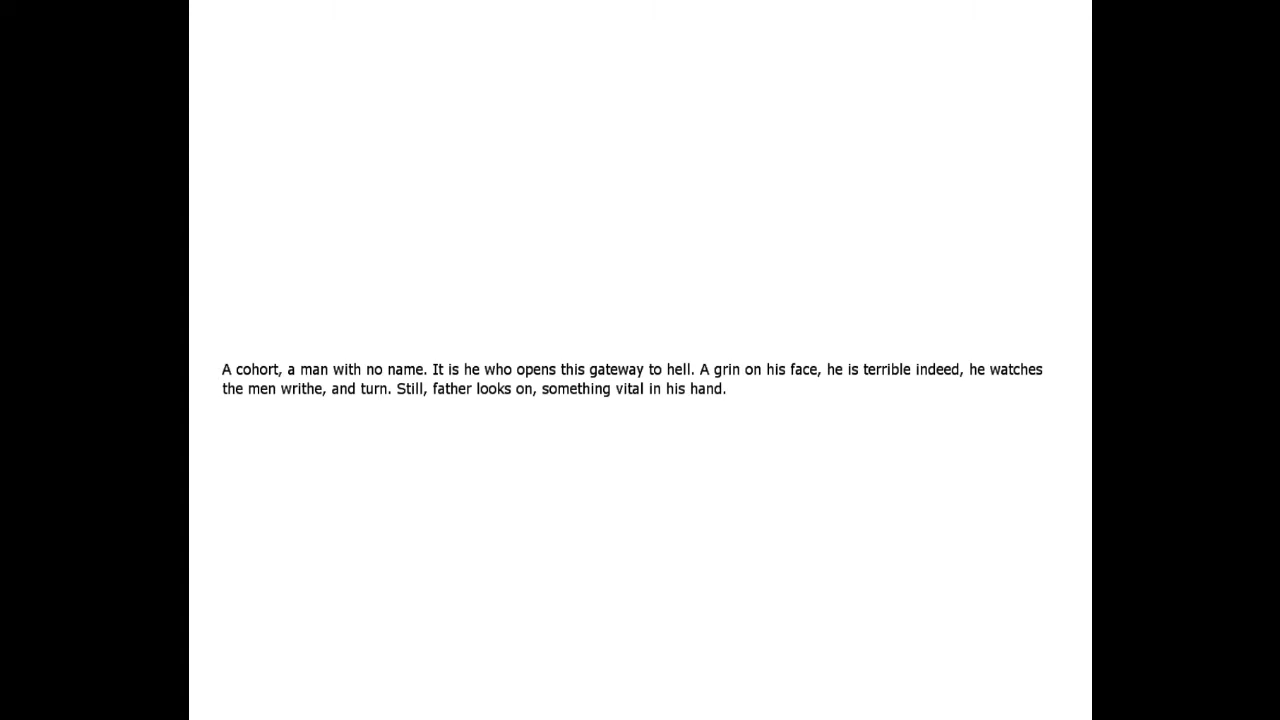 A cohort, a man with no name. It is he who opens this gateway to hell. A grin on his face, he is terrible indeed, he watches
the men writhe, and turn. Still, father looks on, something vital in his hand.